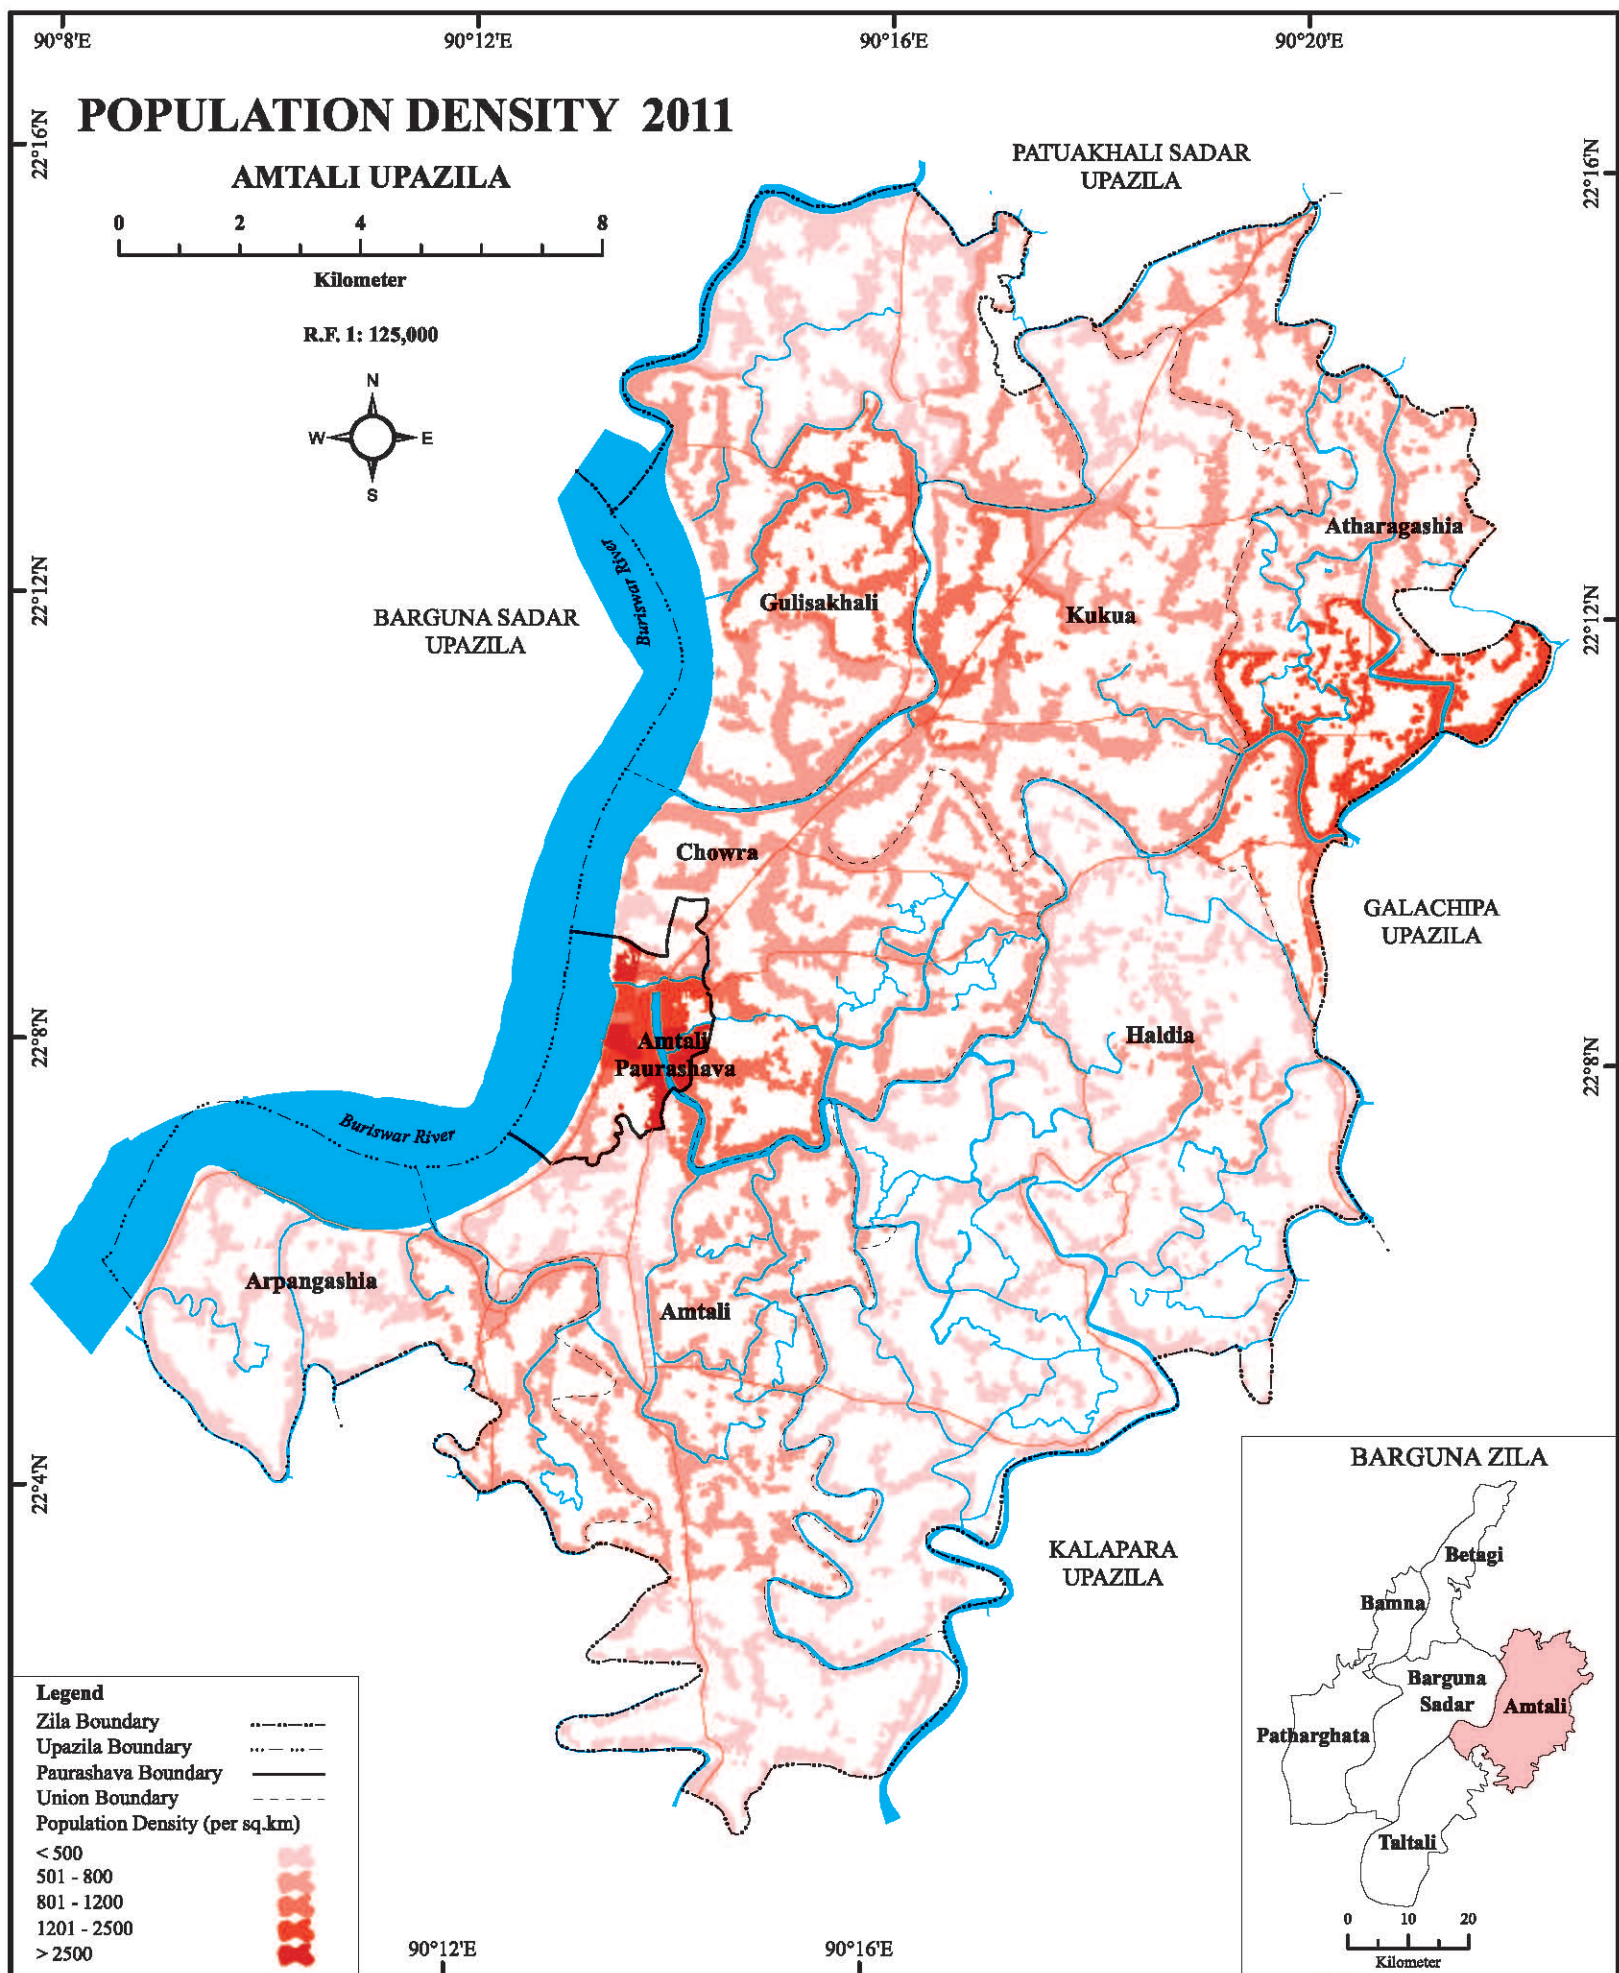 90°8'E
90°12'E
90°16'E
90°20'E
POPULATION DENSITY 2011
22°16'N
22°16'N
AMTALI UPAZILA
PATUAKHALI SADAR
UPAZILA
0 2 4 6 8
Kilometer
R.F. 1: 125,000
N
W
E
S
Buriswar River
BARGUNA SADAR
UPAZILA
22°12'N
22°12'N
Atharagashia
Gulisakhali
Kukua
Chowra
GALACHIPA
UPAZILA
22°8'N
22°8'N
Haldia
Amtali
Paurashava
Buriswar River
Arpangashia
Amtali
22°4'N
KALAPARA
UPAZILA
BARGUNA ZILA
Betagi
Bamna
Barguna
Sadar
Amtali
Patharghata
Taltali
0 10 20
Kilometer
Legend
Zila Boundary
Upazila Boundary
Paurashava Boundary
Union Boundary
Population Density (per sq.km)
< 500
501 - 800
801 - 1200
1201 - 2500
> 2500
90°12'E
90°16'E